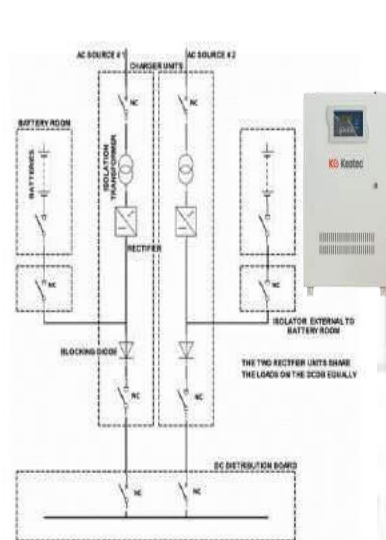 AC SOURCE # 1
AC SOURCE # 2
CHARGER UNITS
NC
NC
BATTERY ROOM
BATTERIES
ISOLATION
TRANSFORMER
KG Keatec
RECTIFIER
NC
NC
ISOLATOR EXTERNAL TO
BATTERY ROOM
BLOCKING DIODE
THE TWO RECTFIER UNITS SHARE
THE LOADS ON THE DCDB EQUALLY
NC
NC
DC DISTRIBUTION BOARD
NC
NC